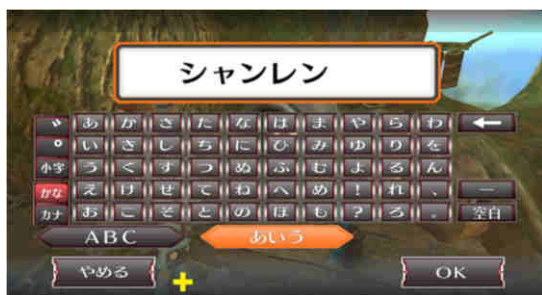 シャンレン
゛ あ か さ た な は ま や ら わ ←
゜ い き し ち に ひ み ゆ り を
小字 う く す つ ぬ ふ む よ る ん
かな え け せ て ね へ め ! れ 、 ー
カナ お こ そ と の ほ も ? ろ 。 空白
ABC あいう
やめる OK